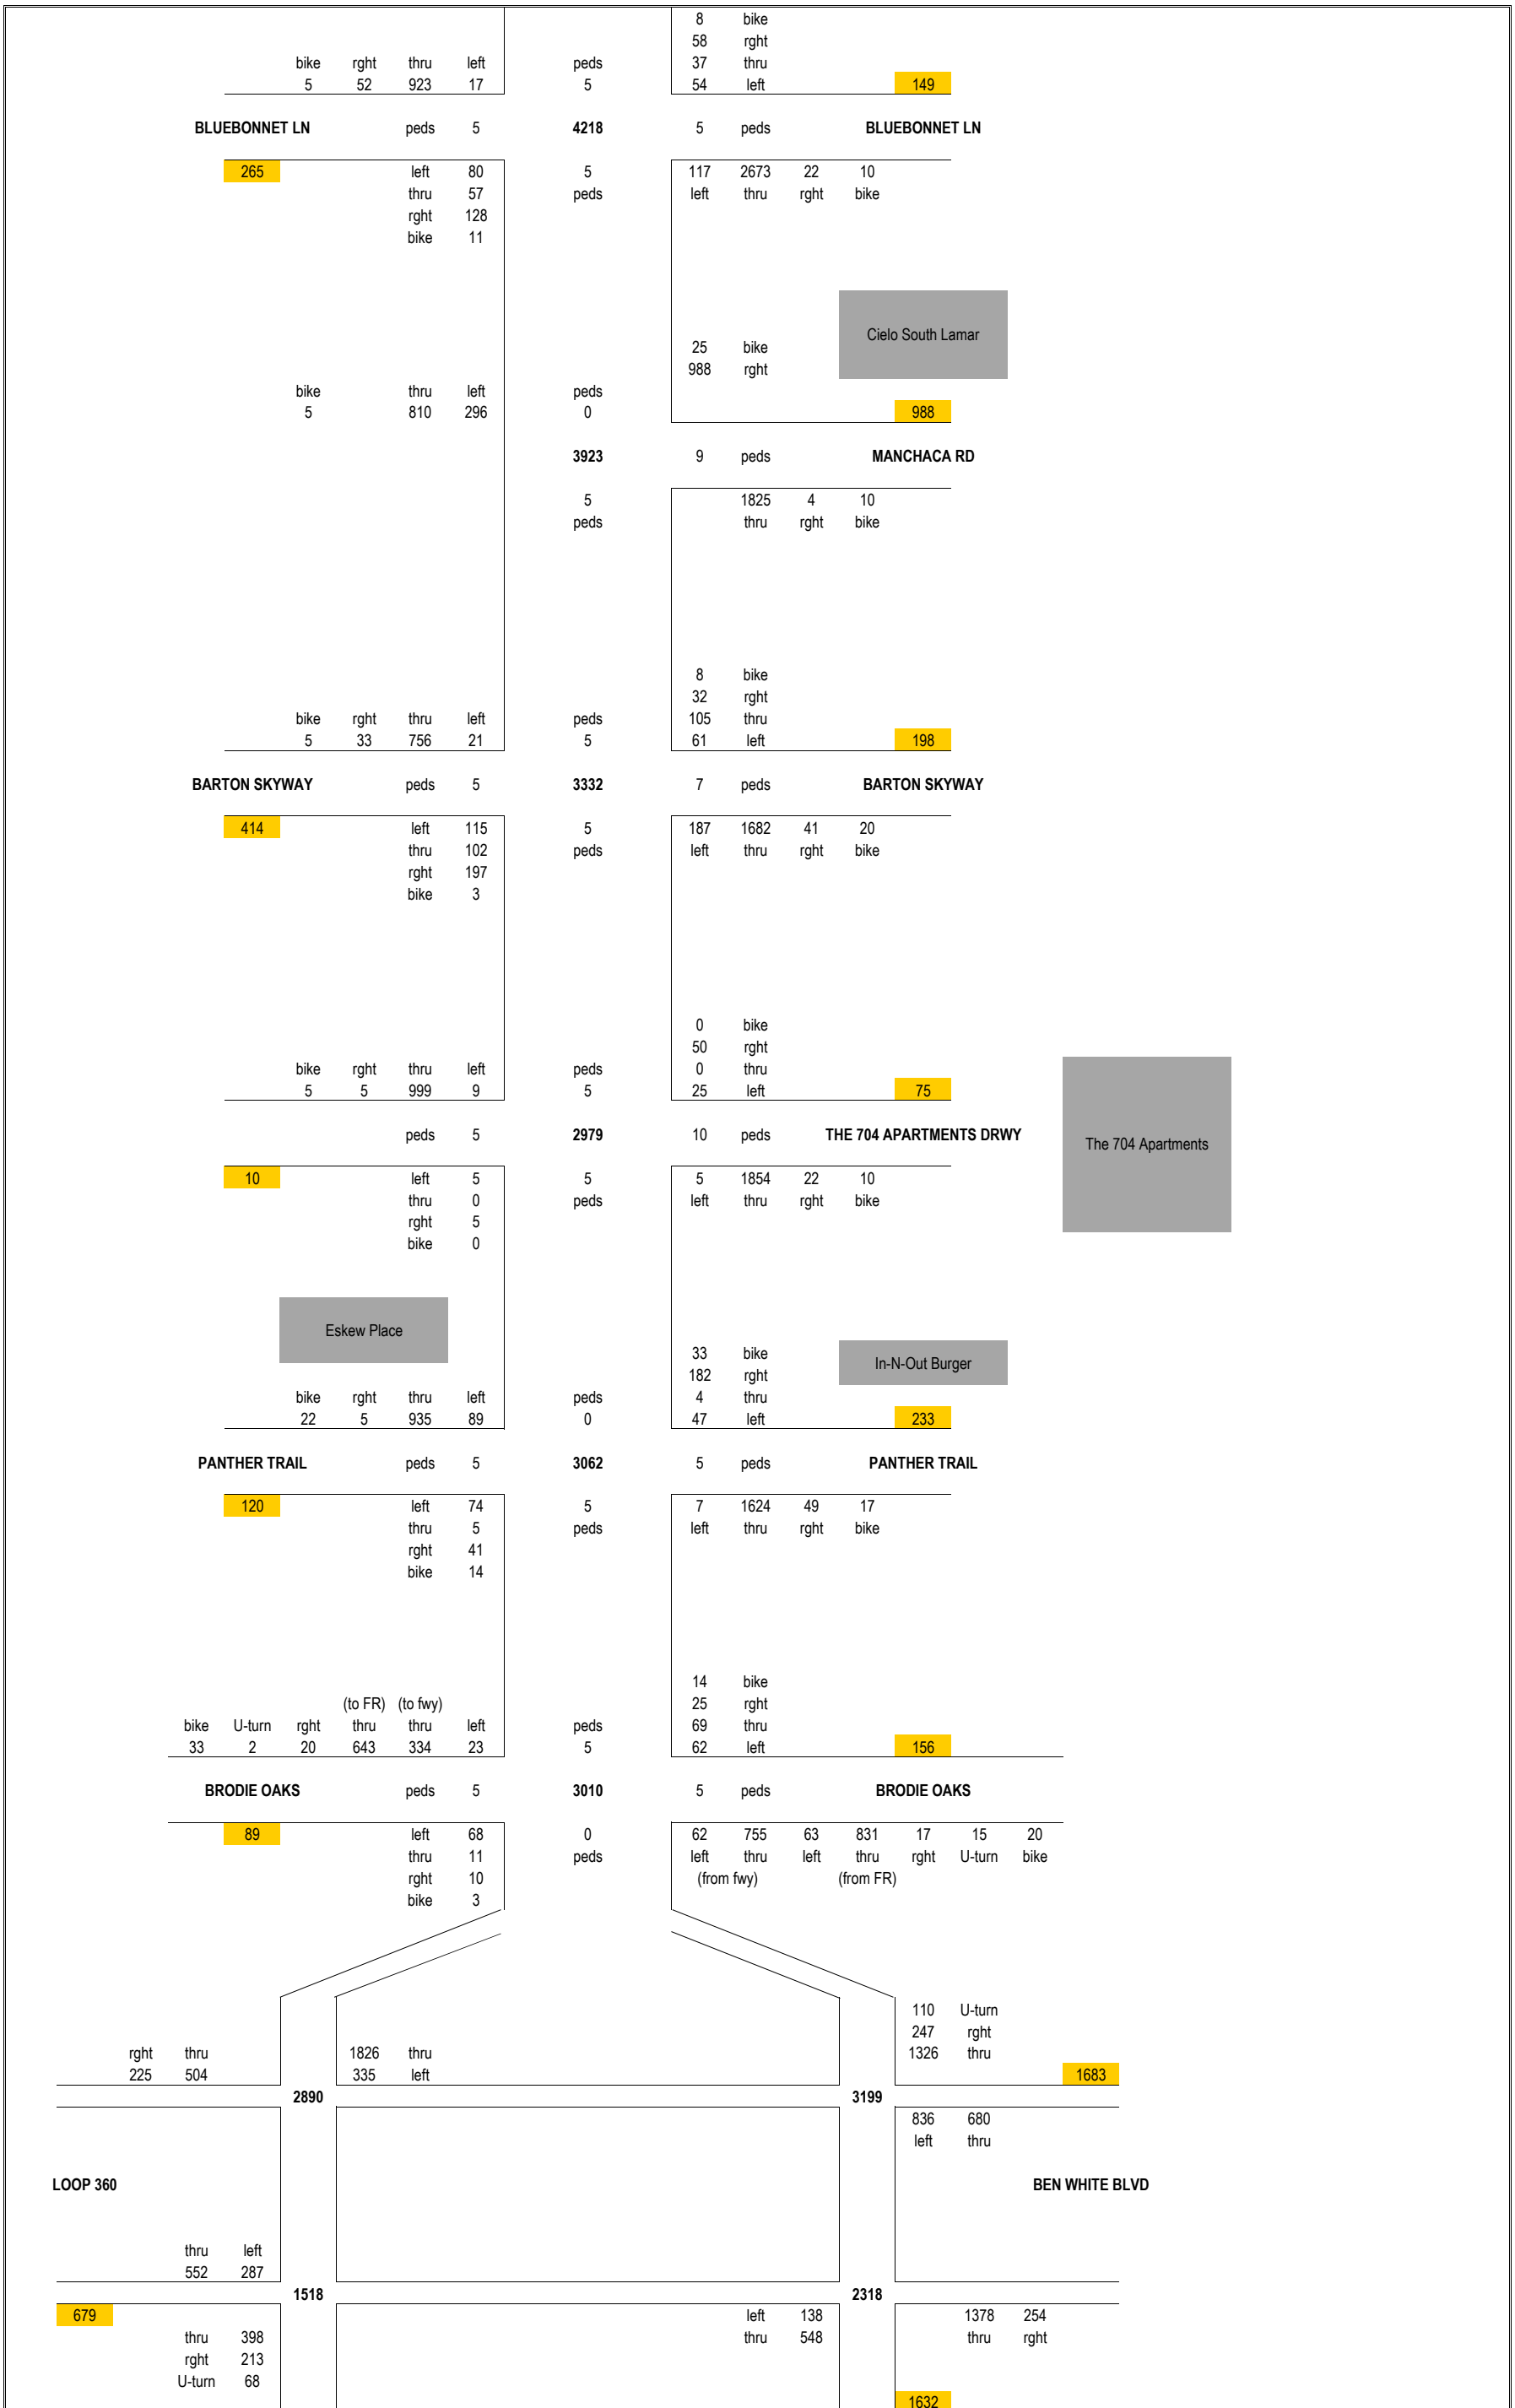 8 bike
58 rght
bike rght thru left peds 37 thru
5 52 923 17 5 54 left 149
BLUEBONNET LN peds 5 4218 5 peds BLUEBONNET LN
265 left 80 5 117 2673 22 10
thru 57 peds left thru rght bike
rght 128
bike 11
Cielo South Lamar
25 bike
988 rght
bike thru left peds
5 810 296 0 988
3923 9 peds MANCHACA RD
5 1825 4 10
peds thru rght bike
8 bike
32 rght
bike rght thru left peds 105 thru
5 33 756 21 5 61 left 198
BARTON SKYWAY peds 5 3332 7 peds BARTON SKYWAY
414 left 115 5 187 1682 41 20
thru 102 peds left thru rght bike
rght 197
bike 3
0 bike
50 rght
bike rght thru left peds 0 thru
5 5 999 9 5 25 left 75
peds 5 2979 10 peds THE 704 APARTMENTS DRWY
The 704 Apartments
10 left 5 5 5 1854 22 10
thru 0 peds left thru rght bike
rght 5
bike 0
Eskew Place
33 bike
In-N-Out Burger
182 rght
bike rght thru left peds 4 thru
22 5 935 89 0 47 left 233
PANTHER TRAIL peds 5 3062 5 peds PANTHER TRAIL
120 left 74 5 7 1624 49 17
thru 5 peds left thru rght bike
rght 41
bike 14
14 bike
(to FR) (to fwy) 25 rght
bike U-turn rght thru thru left peds 69 thru
33 2 20 643 334 23 5 62 left 156
BRODIE OAKS peds 5 3010 5 peds BRODIE OAKS
89 left 68 0 62 755 63 831 17 15 20
thru 11 peds left thru left thru rght U-turn bike
rght 10 (from fwy) (from FR)
bike 3
110 U-turn
247 rght
rght thru 1826 thru 1326 thru
225 504 335 left 1683
2890 3199
836 680
left thru
LOOP 360 BEN WHITE BLVD
thru left
552 287
1518 2318
679 left 138 1378 254
thru 398 thru 548 thru rght
rght 213
U-turn 68
1632